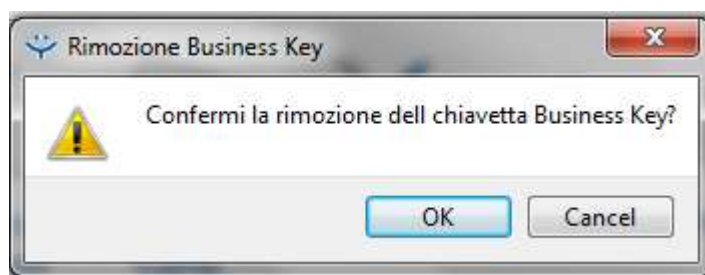 Rimozione Business Key
Confermi la rimozione dell chiavetta Business Key?
OK
Cancel